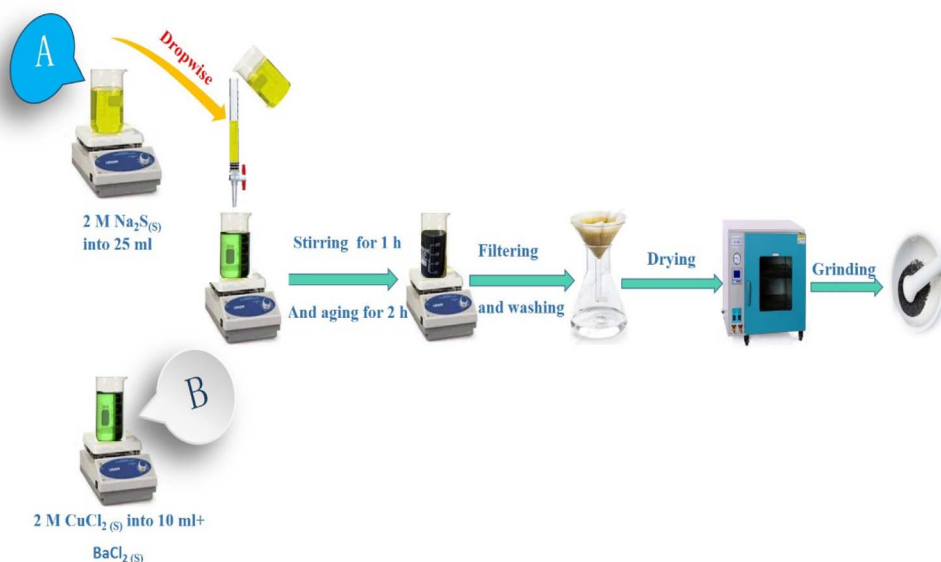 A
Dropwise
2 M Na₂S(S)
into 25 ml
Stirring for 1 h
And aging for 2 h
Filtering
and washing
Drying
Grinding
B
2 M CuCl₂ (S) into 10 ml+
BaCl₂ (S)